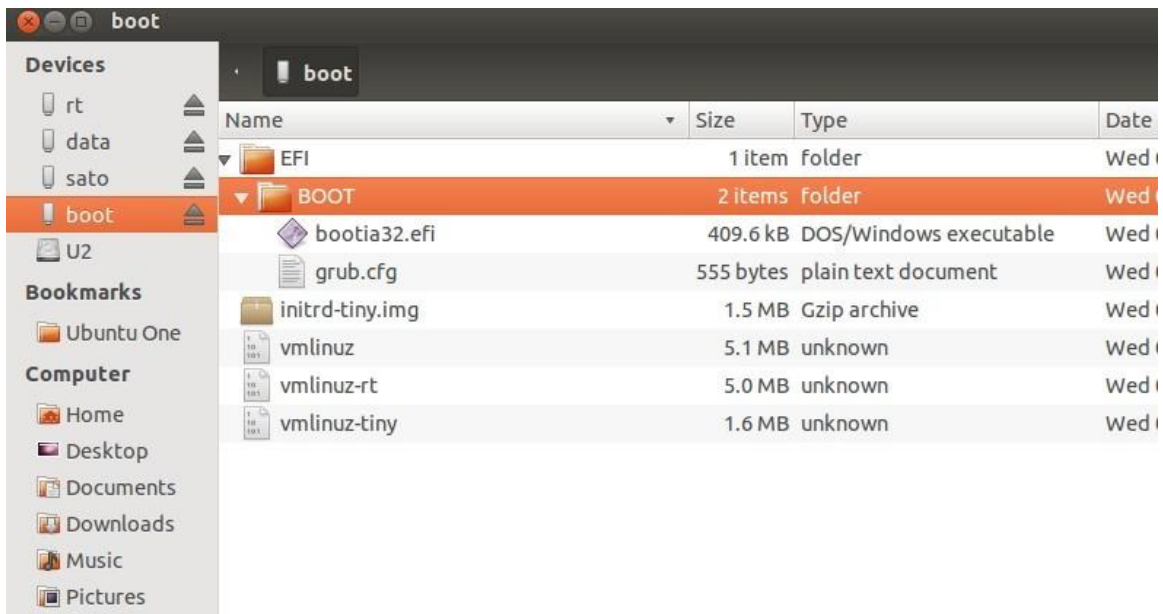 boot
Devices
rt
data
sato
boot
U2
Bookmarks
Ubuntu One
Computer
Home
Desktop
Documents
Downloads
Music
Pictures
boot
Name Size Type Date
EFI 1 item folder Wed
BOOT 2 items folder Wed
bootia32.efi 409.6 kB DOS/Windows executable Wed
grub.cfg 555 bytes plain text document Wed
initrd-tiny.img 1.5 MB Gzip archive Wed
vmlinuz 5.1 MB unknown Wed
vmlinuz-rt 5.0 MB unknown Wed
vmlinuz-tiny 1.6 MB unknown Wed